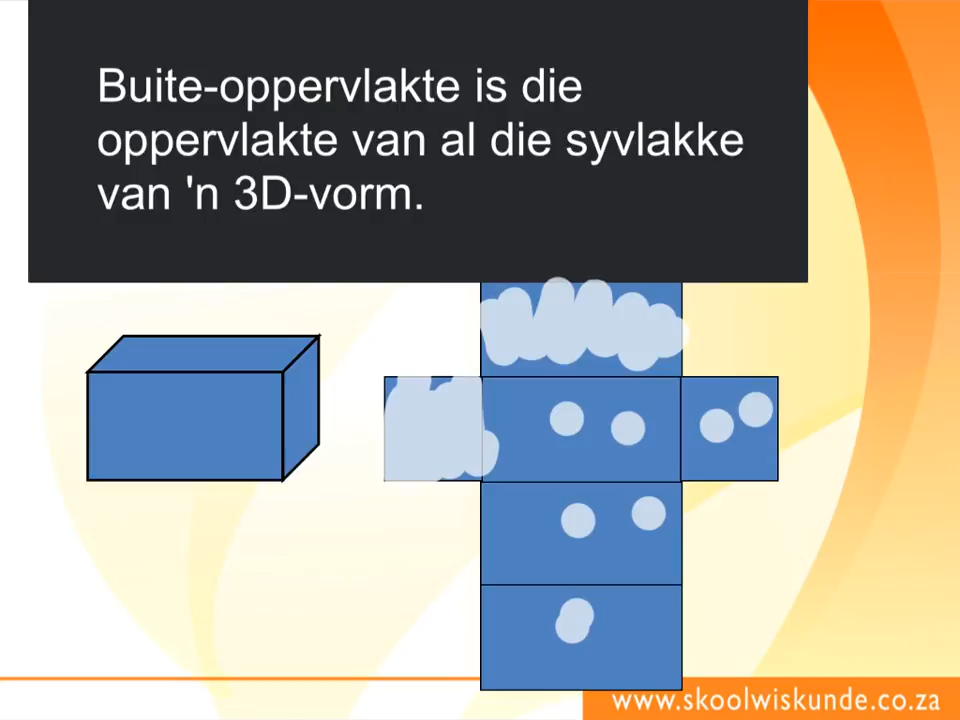 Buite-oppervlakte is die
oppervlakte van al die syvlakke
van 'n 3D-vorm.
www.skoolwiskunde.co.za